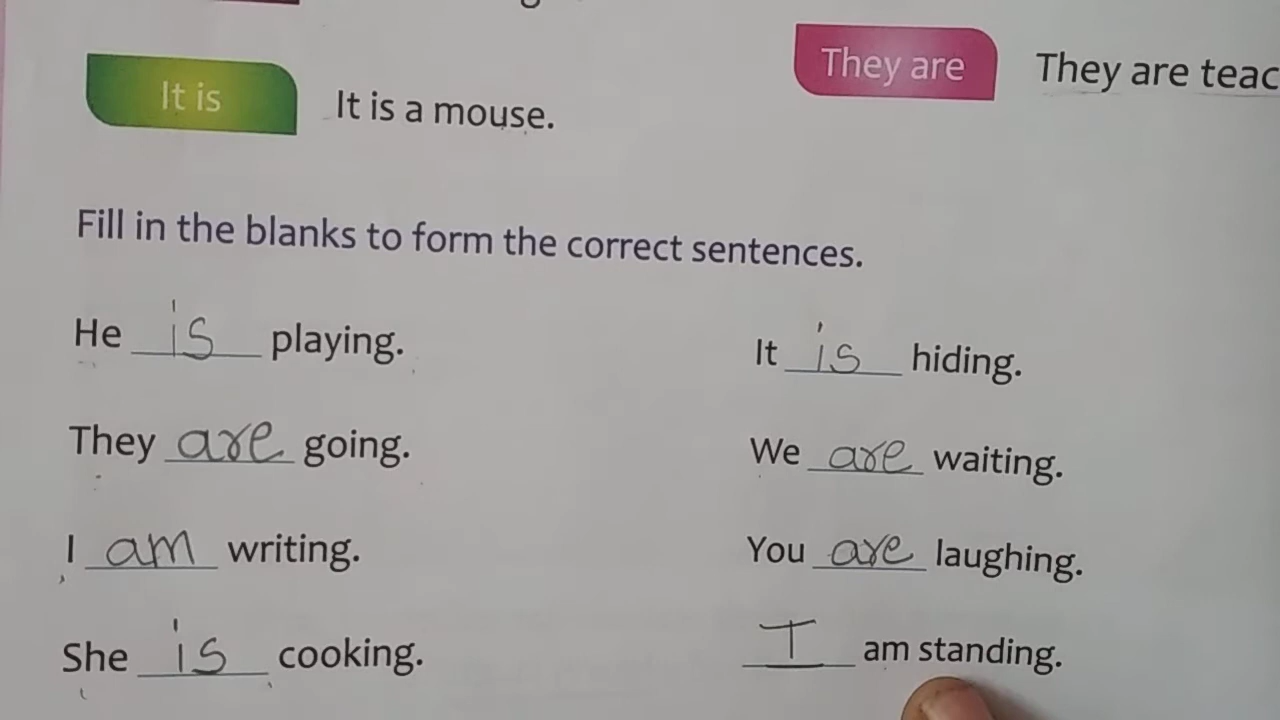 It is It is a mouse.
They are They are teac
Fill in the blanks to form the correct sentences.
He is playing.
It is hiding.
They are going.
We are waiting.
I am writing.
You are laughing.
She is cooking.
I am standing.